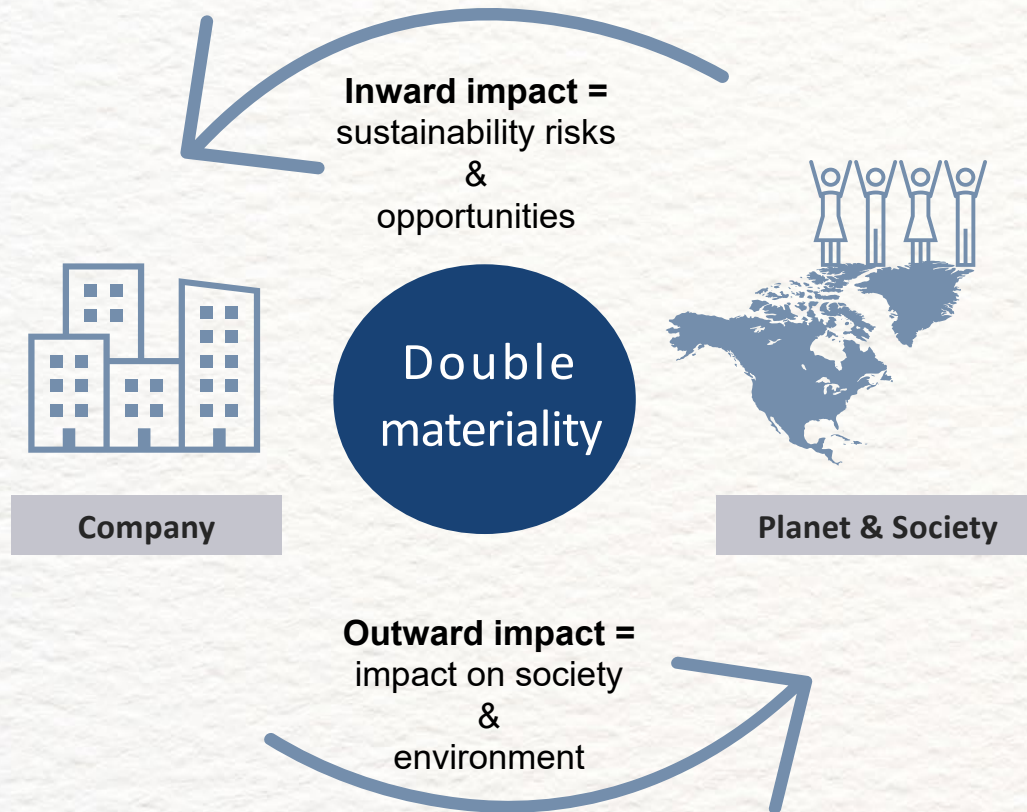 Inward impact =
sustainability risks
&
opportunities
Double
materiality
Company
Planet & Society
Outward impact =
impact on society
&
environment